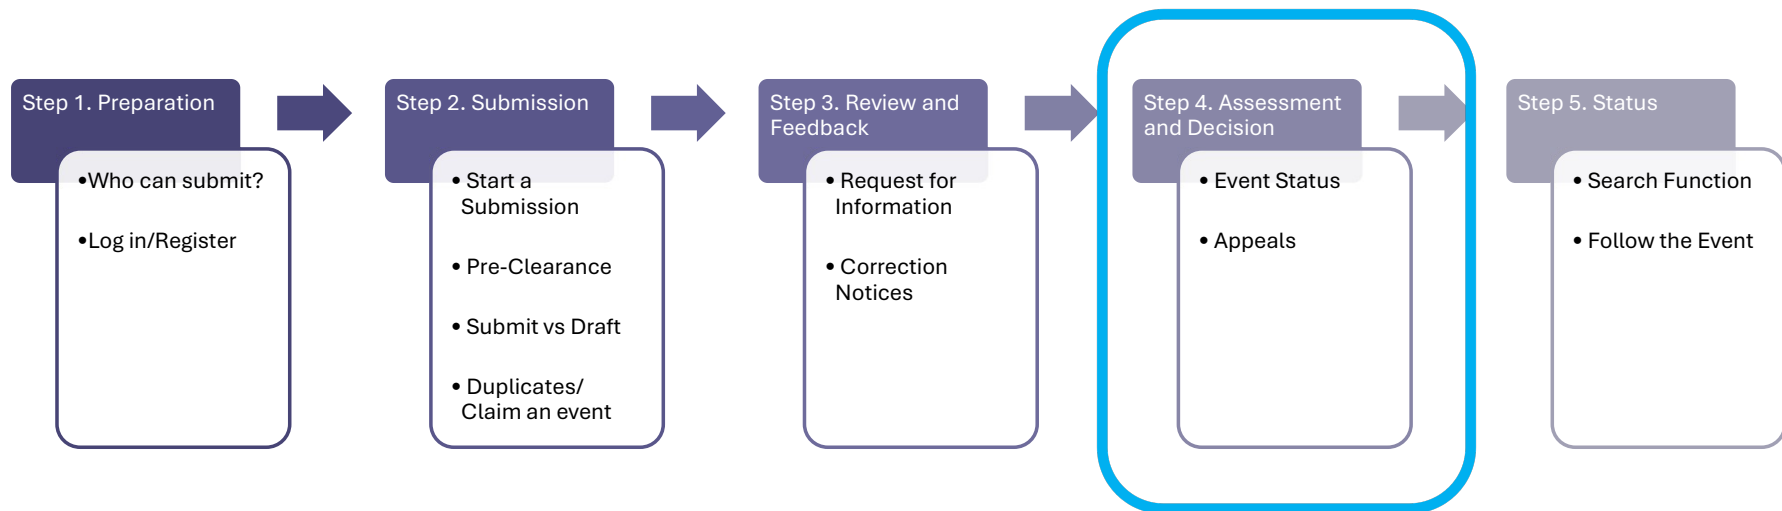 Step 1. Preparation
•Who can submit?
•Log in/Register
Step 2. Submission
• Start a
Submission
• Pre-Clearance
• Submit vs Draft
• Duplicates/
Claim an event
Step 3. Review and
Feedback
• Request for
Information
• Correction
Notices
Step 4. Assessment
and Decision
• Event Status
• Appeals
Step 5. Status
• Search Function
• Follow the Event